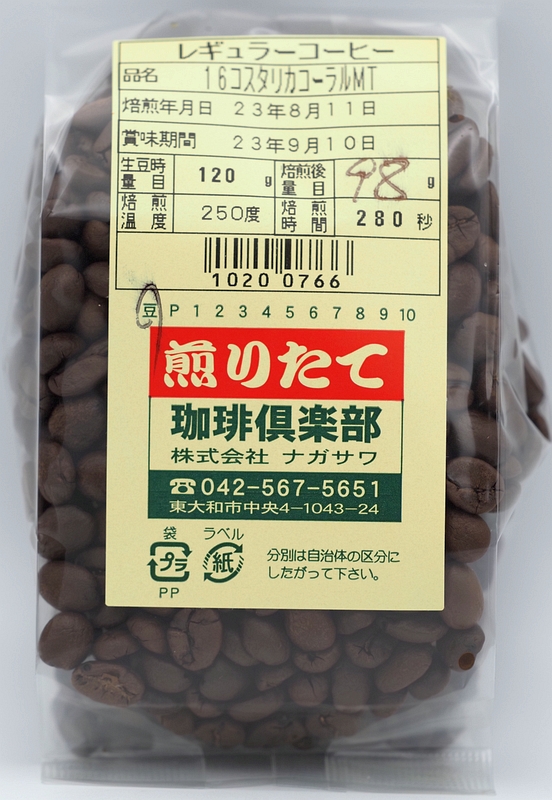 レギュラーコーヒー
品名 16コスタリカコーラルMT
焙煎年月日 23年8月11日
賞味期間 23年9月10日
生豆時量目 120g 焙煎後量目 98g
焙煎温度 250度 焙煎時間 280秒
1020 0766
豆 P 1 2 3 4 5 6 7 8 9 10
煎りたて
珈琲倶楽部
株式会社 ナガサワ
☎042-567-5651
東大和市中央4-1043-24
袋 ラベル
プラ 紙 分別は自治体の区分に
したがって下さい。
PP